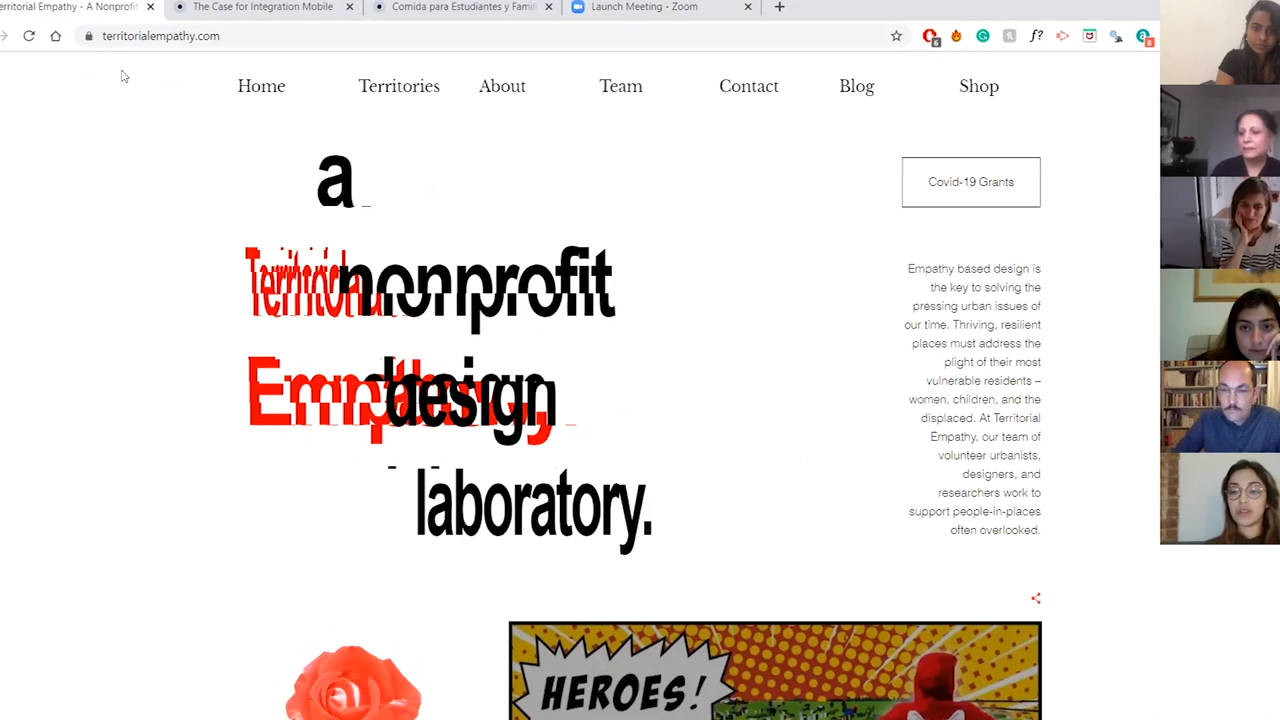 erritorial Empathy - A Nonprofit
The Case for Integration Mobile
Comida para Estudiantes y Famil
Launch Meeting - Zoom
territorialempathy.com
Home
Territories
About
Team
Contact
Blog
Shop
a
Territorial
nonprofit
Empathy
design
laboratory.
Covid-19 Grants
Empathy based design is
the key to solving the
pressing urban issues of
our time. Thriving, resilient
places must address the
plight of their most
vulnerable residents –
women, children, and the
displaced. At Territorial
Empathy, our team of
volunteer urbanists,
designers, and
researchers work to
support people-in-places
often overlooked.
HEROES!